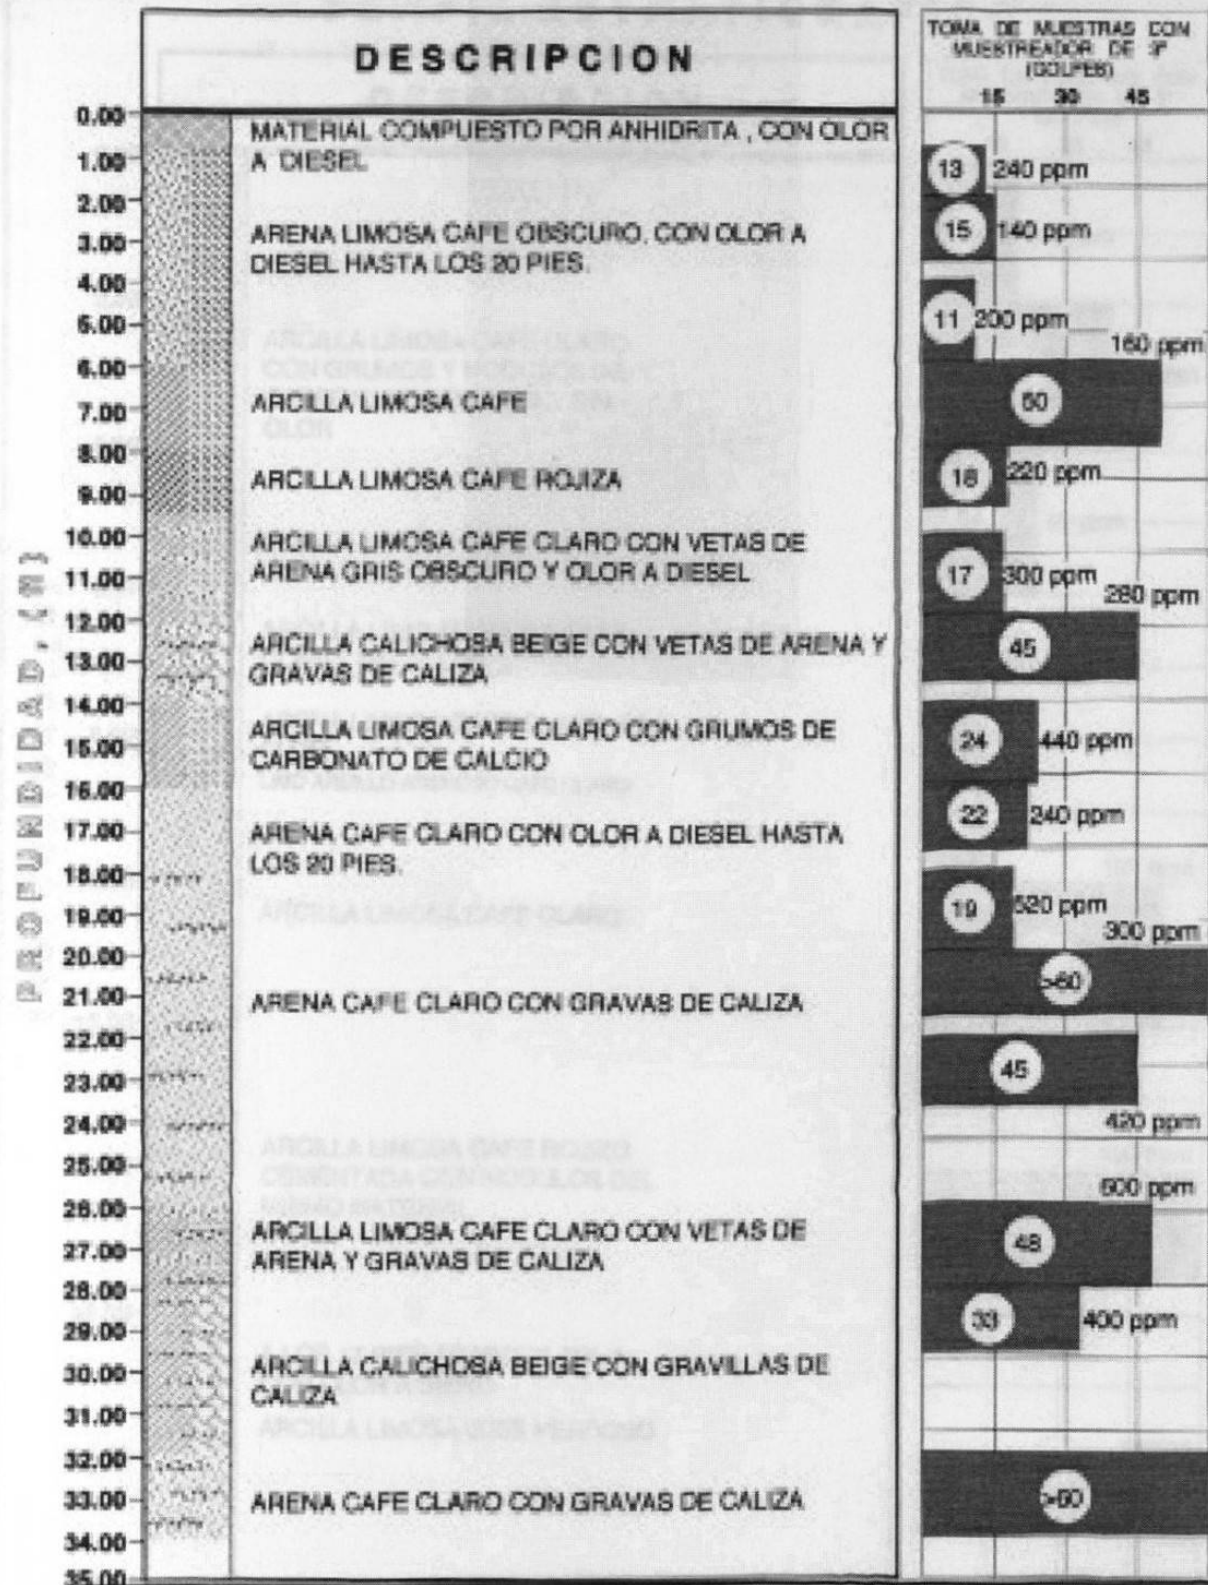 DESCRIPCION
TOMA DE MUESTRAS CON
MUESTREADOR DE 3"
(GOLPES)
15 30 45
PROFUNDIDAD, (M)
0.00
1.00
2.00
3.00
4.00
5.00
6.00
7.00
8.00
9.00
10.00
11.00
12.00
13.00
14.00
15.00
16.00
17.00
18.00
19.00
20.00
21.00
22.00
23.00
24.00
25.00
26.00
27.00
28.00
29.00
30.00
31.00
32.00
33.00
34.00
35.00
MATERIAL COMPUESTO POR ANHIDRITA , CON OLOR
A DIESEL
ARENA LIMOSA CAFE OBSCURO, CON OLOR A
DIESEL HASTA LOS 20 PIES.
ARCILLA LIMOSA CAFE
ARCILLA LIMOSA CAFE ROJIZA
ARCILLA LIMOSA CAFE CLARO CON VETAS DE
ARENA GRIS OBSCURO Y OLOR A DIESEL
ARCILLA CALICHOSA BEIGE CON VETAS DE ARENA Y
GRAVAS DE CALIZA
ARCILLA LIMOSA CAFE CLARO CON GRUMOS DE
CARBONATO DE CALCIO
ARENA CAFE CLARO CON OLOR A DIESEL HASTA
LOS 20 PIES.
ARENA CAFE CLARO CON GRAVAS DE CALIZA
ARCILLA LIMOSA CAFE CLARO CON VETAS DE
ARENA Y GRAVAS DE CALIZA
ARCILLA CALICHOSA BEIGE CON GRAVILLAS DE
CALIZA
ARENA CAFE CLARO CON GRAVAS DE CALIZA
13 240 ppm
15 140 ppm
11 200 ppm
160 ppm
50
18 220 ppm
17 300 ppm
280 ppm
45
24 440 ppm
22 240 ppm
19 520 ppm
300 ppm
>60
45
420 ppm
600 ppm
48
33 400 ppm
>60